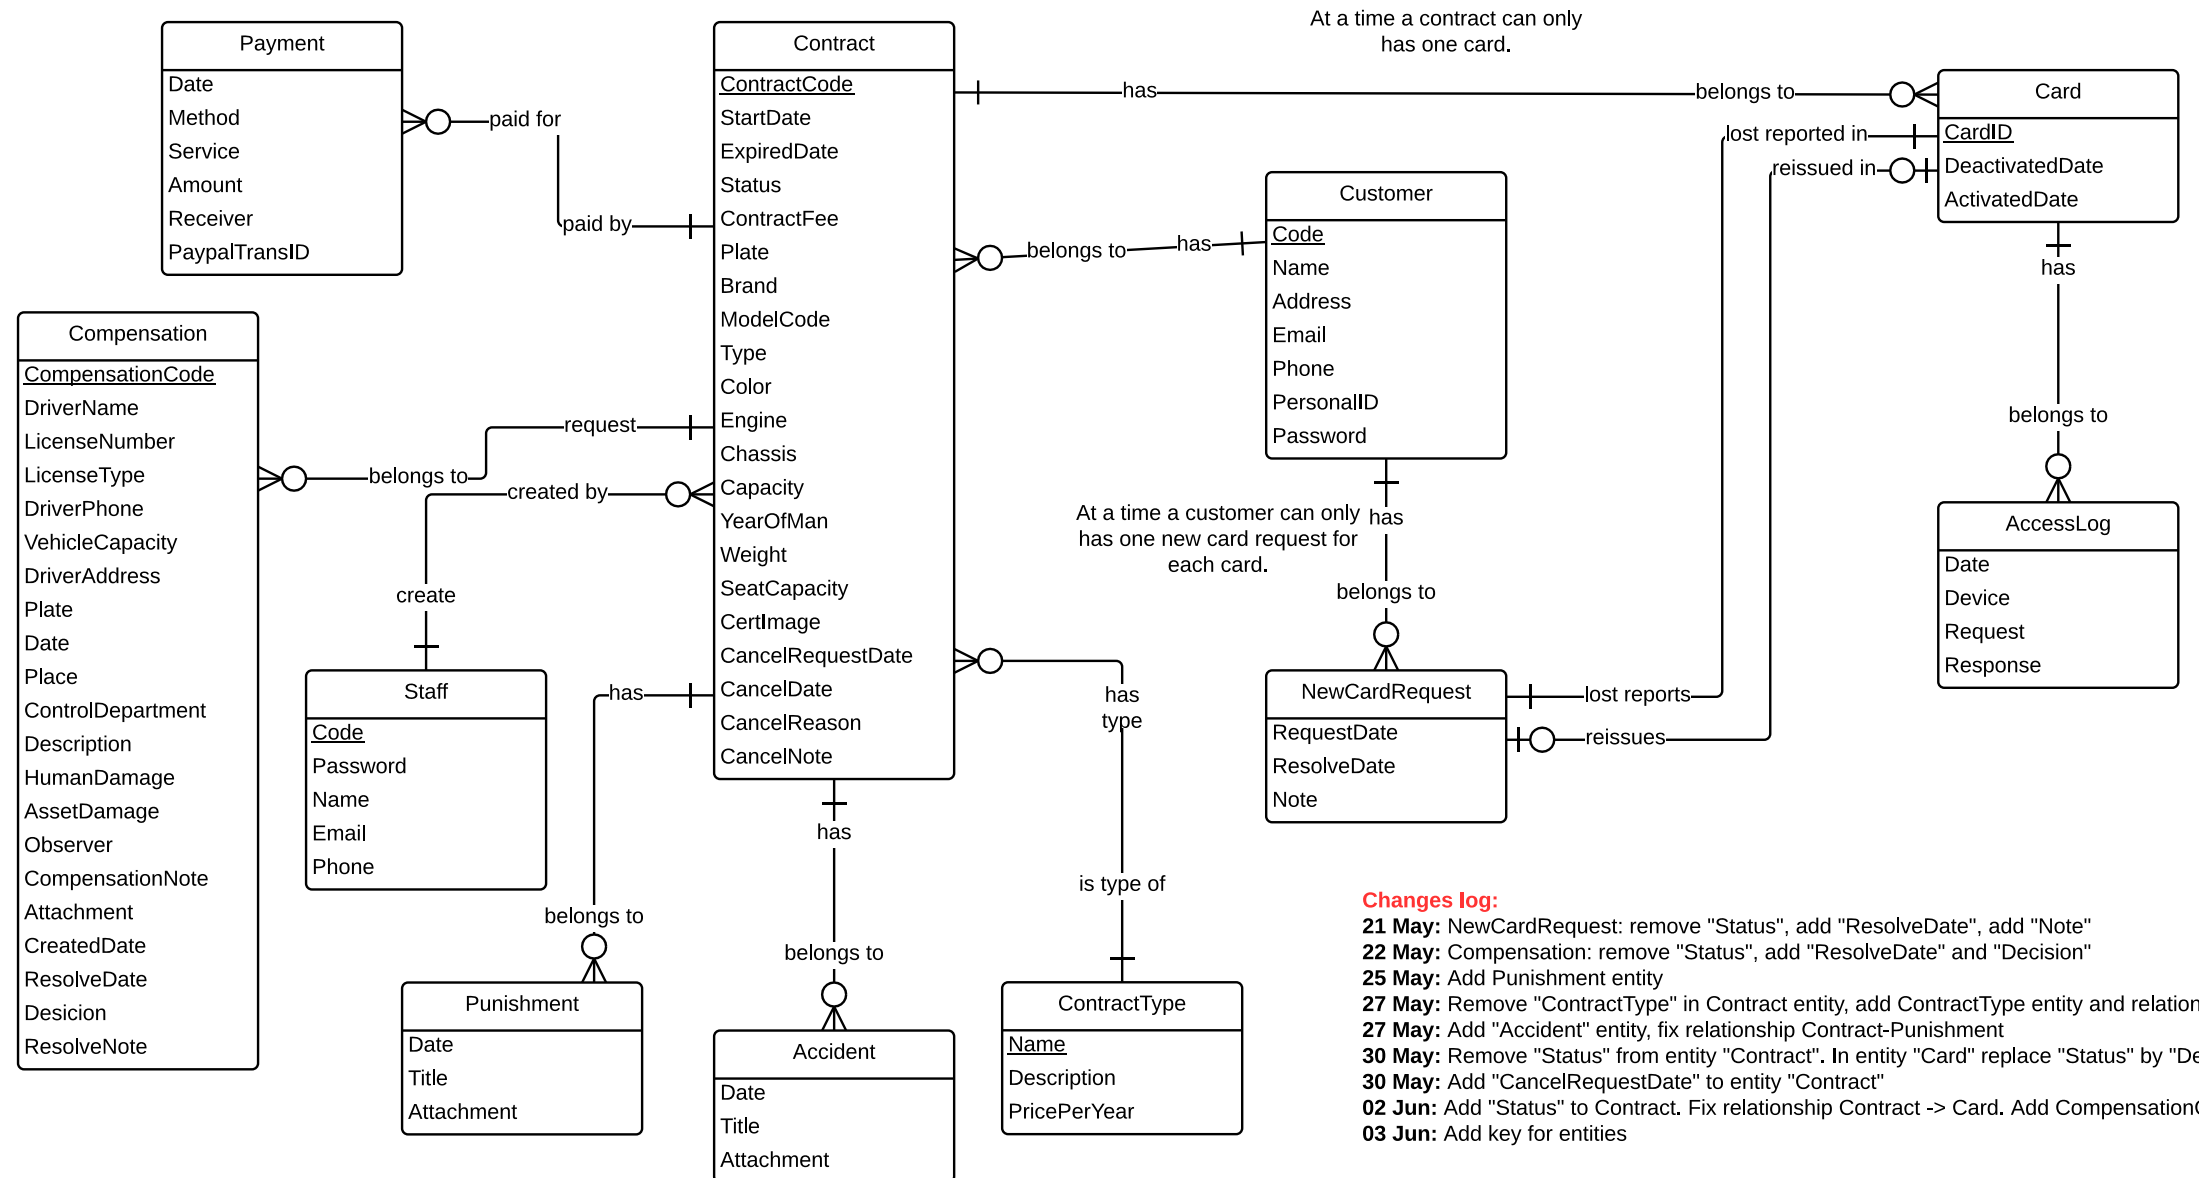 At a time a contract can only
has one card.
Payment
Date
Method
Service
Amount
Receiver
PaypalTransID
paid for
paid by
Contract
ContractCode
StartDate
ExpiredDate
Status
ContractFee
Plate
Brand
ModelCode
Type
Color
Engine
Chassis
Capacity
YearOfMan
Weight
SeatCapacity
CertImage
CancelRequestDate
CancelDate
CancelReason
CancelNote
has
belongs to
Card
CardID
DeactivatedDate
ActivatedDate
lost reported in
reissued in
belongs to
has
Customer
Code
Name
Address
Email
Phone
PersonalID
Password
has
belongs to
Compensation
CompensationCode
DriverName
LicenseNumber
LicenseType
DriverPhone
VehicleCapacity
DriverAddress
Plate
Date
Place
ControlDepartment
Description
HumanDamage
AssetDamage
Observer
CompensationNote
Attachment
CreatedDate
ResolveDate
Desicion
ResolveNote
request
belongs to
created by
create
At a time a customer can only
has one new card request for
each card.
has
belongs to
AccessLog
Date
Device
Request
Response
Staff
Code
Password
Name
Email
Phone
has
belongs to
NewCardRequest
RequestDate
ResolveDate
Note
lost reports
reissues
has
type
is type of
has
belongs to
Punishment
Date
Title
Attachment
Accident
Date
Title
Attachment
ContractType
Name
Description
PricePerYear
Changes log:
21 May: NewCardRequest: remove "Status", add "ResolveDate", add "Note"
22 May: Compensation: remove "Status", add "ResolveDate" and "Decision"
25 May: Add Punishment entity
27 May: Remove "ContractType" in Contract entity, add ContractType entity and relation
27 May: Add "Accident" entity, fix relationship Contract-Punishment
30 May: Remove "Status" from entity "Contract". In entity "Card" replace "Status" by "De
30 May: Add "CancelRequestDate" to entity "Contract"
02 Jun: Add "Status" to Contract. Fix relationship Contract -> Card. Add Compensation
03 Jun: Add key for entities